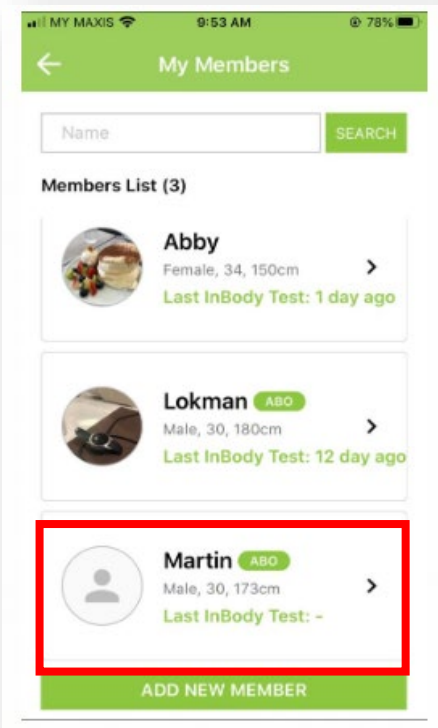 MY MAXIS 9:53 AM 78%
My Members
Name SEARCH
Members List (3)
Abby
Female, 34, 150cm
Last InBody Test: 1 day ago
Lokman ABO
Male, 30, 180cm
Last InBody Test: 12 day ago
Martin ABO
Male, 30, 173cm
Last InBody Test: -
ADD NEW MEMBER